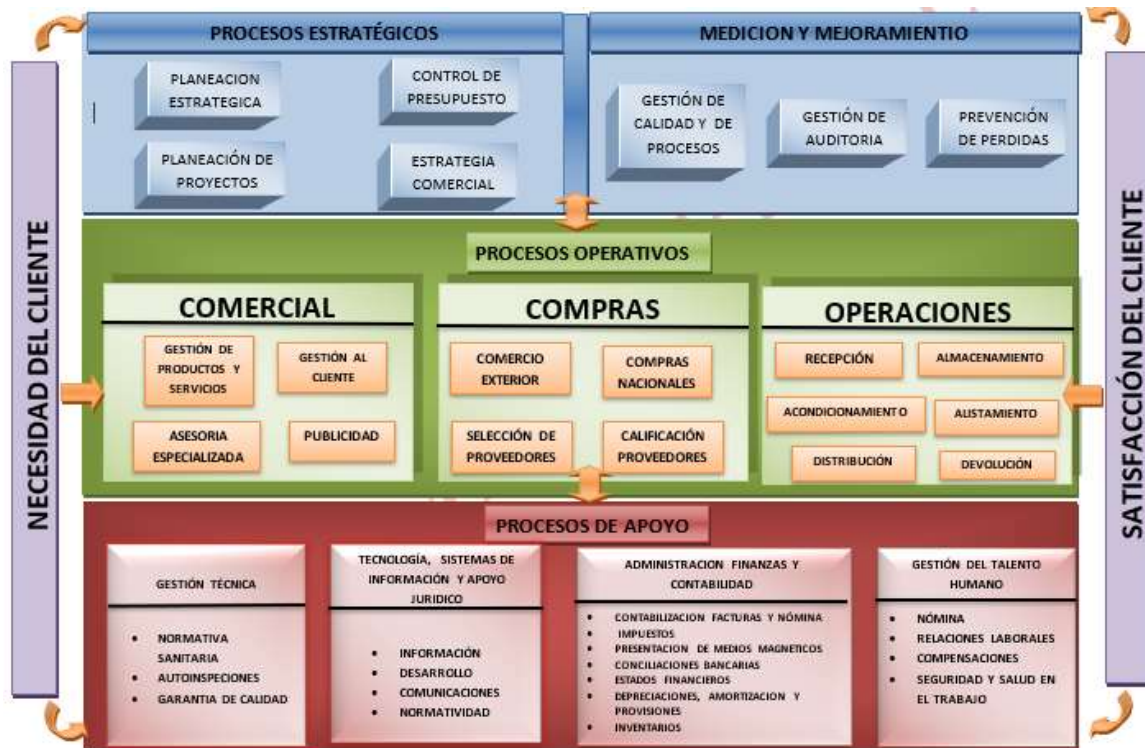 PROCESOS ESTRATÉGICOS
MEDICION Y MEJORAMIENTIO
PLANEACION
ESTRATEGICA
CONTROL DE
PRESUPUESTO
PLANEACIÓN DE
PROYECTOS
ESTRATEGIA
COMERCIAL
GESTIÓN DE
CALIDAD Y DE
PROCESOS
GESTIÓN DE
AUDITORIA
PREVENCIÓN
DE PERDIDAS
NECESIDAD DEL CLIENTE
SATISFACCIÓN DEL CLIENTE
PROCESOS OPERATIVOS
COMERCIAL
GESTIÓN DE
PRODUCTOS Y
SERVICIOS
GESTIÓN AL
CLIENTE
ASESORIA
ESPECIALIZADA
PUBLICIDAD
COMPRAS
COMERCIO
EXTERIOR
COMPRAS
NACIONALES
SELECCIÓN DE
PROVEEDORES
CALIFICACIÓN
PROVEEDORES
OPERACIONES
RECEPCIÓN
ALMACENAMIENTO
ACONDICIONAMIENTO
ALISTAMIENTO
DISTRIBUCIÓN
DEVOLUCIÓN
PROCESOS DE APOYO
GESTIÓN TÉCNICA
• NORMATIVA
SANITARIA
• AUTOINSPECIONES
• GARANTIA DE CALIDAD
TECNOLOGÍA, SISTEMAS DE
INFORMACIÓN Y APOYO
JURIDICO
• INFORMACIÓN
• DESARROLLO
• COMUNICACIONES
• NORMATIVIDAD
ADMINISTRACION FINANZAS Y
CONTABILIDAD
• CONTABILIZACION FACTURAS Y NÓMINA
• IMPUESTOS
• PRESENTACION DE MEDIOS MAGNETICOS
• CONCILIACIONES BANCARIAS
• ESTADOS FINANCIEROS
• DEPRECIACIONES, AMORTIZACION Y
PROVISIONES
• INVENTARIOS
GESTIÓN DEL TALENTO
HUMANO
• NÓMINA
• RELACIONES LABORALES
• COMPENSACIONES
• SEGURIDAD Y SALUD EN
EL TRABAJO